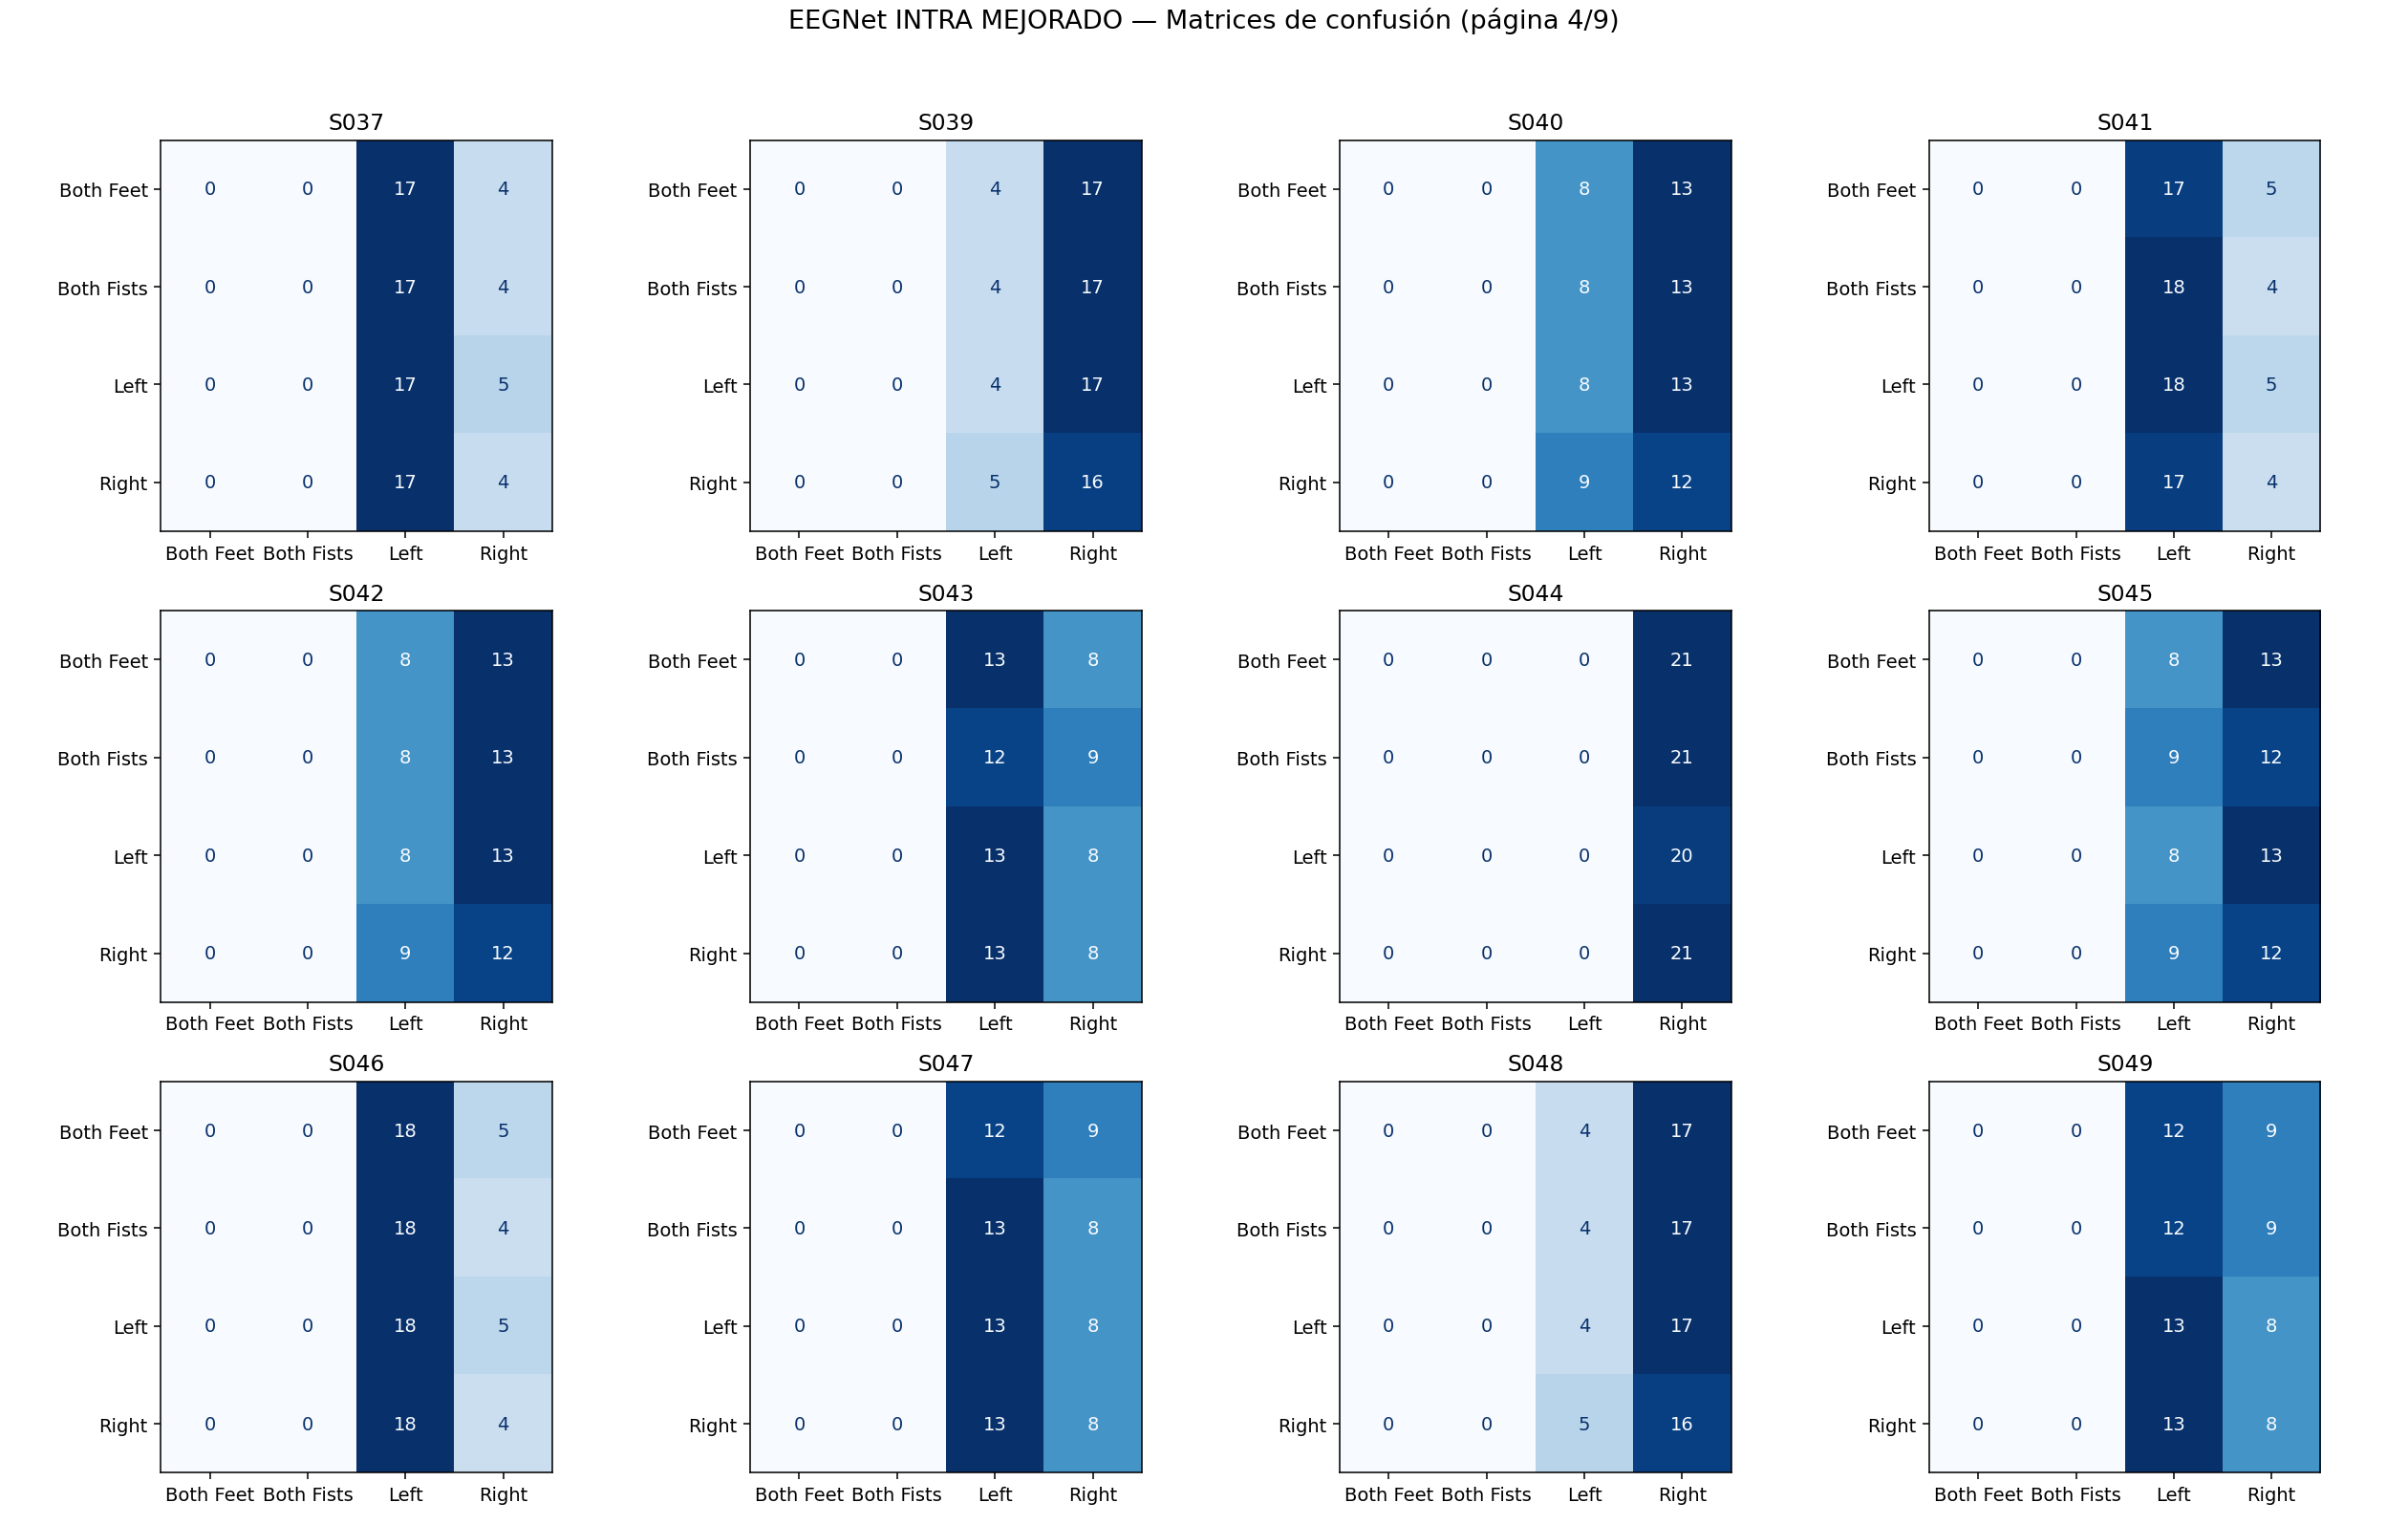 EEGNet INTRA MEJORADO — Matrices de confusión (página 4/9)
S037 S039 S040 S041
Both Feet 0 0 17 4 Both Feet 0 0 4 17 Both Feet 0 0 8 13 Both Feet 0 0 17 5
Both Fists 0 0 17 4 Both Fists 0 0 4 17 Both Fists 0 0 8 13 Both Fists 0 0 18 4
Left 0 0 17 5 Left 0 0 4 17 Left 0 0 8 13 Left 0 0 18 5
Right 0 0 17 4 Right 0 0 5 16 Right 0 0 9 12 Right 0 0 17 4
Both Feet Both Fists Left Right Both Feet Both Fists Left Right Both Feet Both Fists Left Right Both Feet Both Fists Left Right
S042 S043 S044 S045
Both Feet 0 0 8 13 Both Feet 0 0 13 8 Both Feet 0 0 0 21 Both Feet 0 0 8 13
Both Fists 0 0 8 13 Both Fists 0 0 12 9 Both Fists 0 0 0 21 Both Fists 0 0 9 12
Left 0 0 8 13 Left 0 0 13 8 Left 0 0 0 20 Left 0 0 8 13
Right 0 0 9 12 Right 0 0 13 8 Right 0 0 0 21 Right 0 0 9 12
Both Feet Both Fists Left Right Both Feet Both Fists Left Right Both Feet Both Fists Left Right Both Feet Both Fists Left Right
S046 S047 S048 S049
Both Feet 0 0 18 5 Both Feet 0 0 12 9 Both Feet 0 0 4 17 Both Feet 0 0 12 9
Both Fists 0 0 18 4 Both Fists 0 0 13 8 Both Fists 0 0 4 17 Both Fists 0 0 12 9
Left 0 0 18 5 Left 0 0 13 8 Left 0 0 4 17 Left 0 0 13 8
Right 0 0 18 4 Right 0 0 13 8 Right 0 0 5 16 Right 0 0 13 8
Both Feet Both Fists Left Right Both Feet Both Fists Left Right Both Feet Both Fists Left Right Both Feet Both Fists Left Right